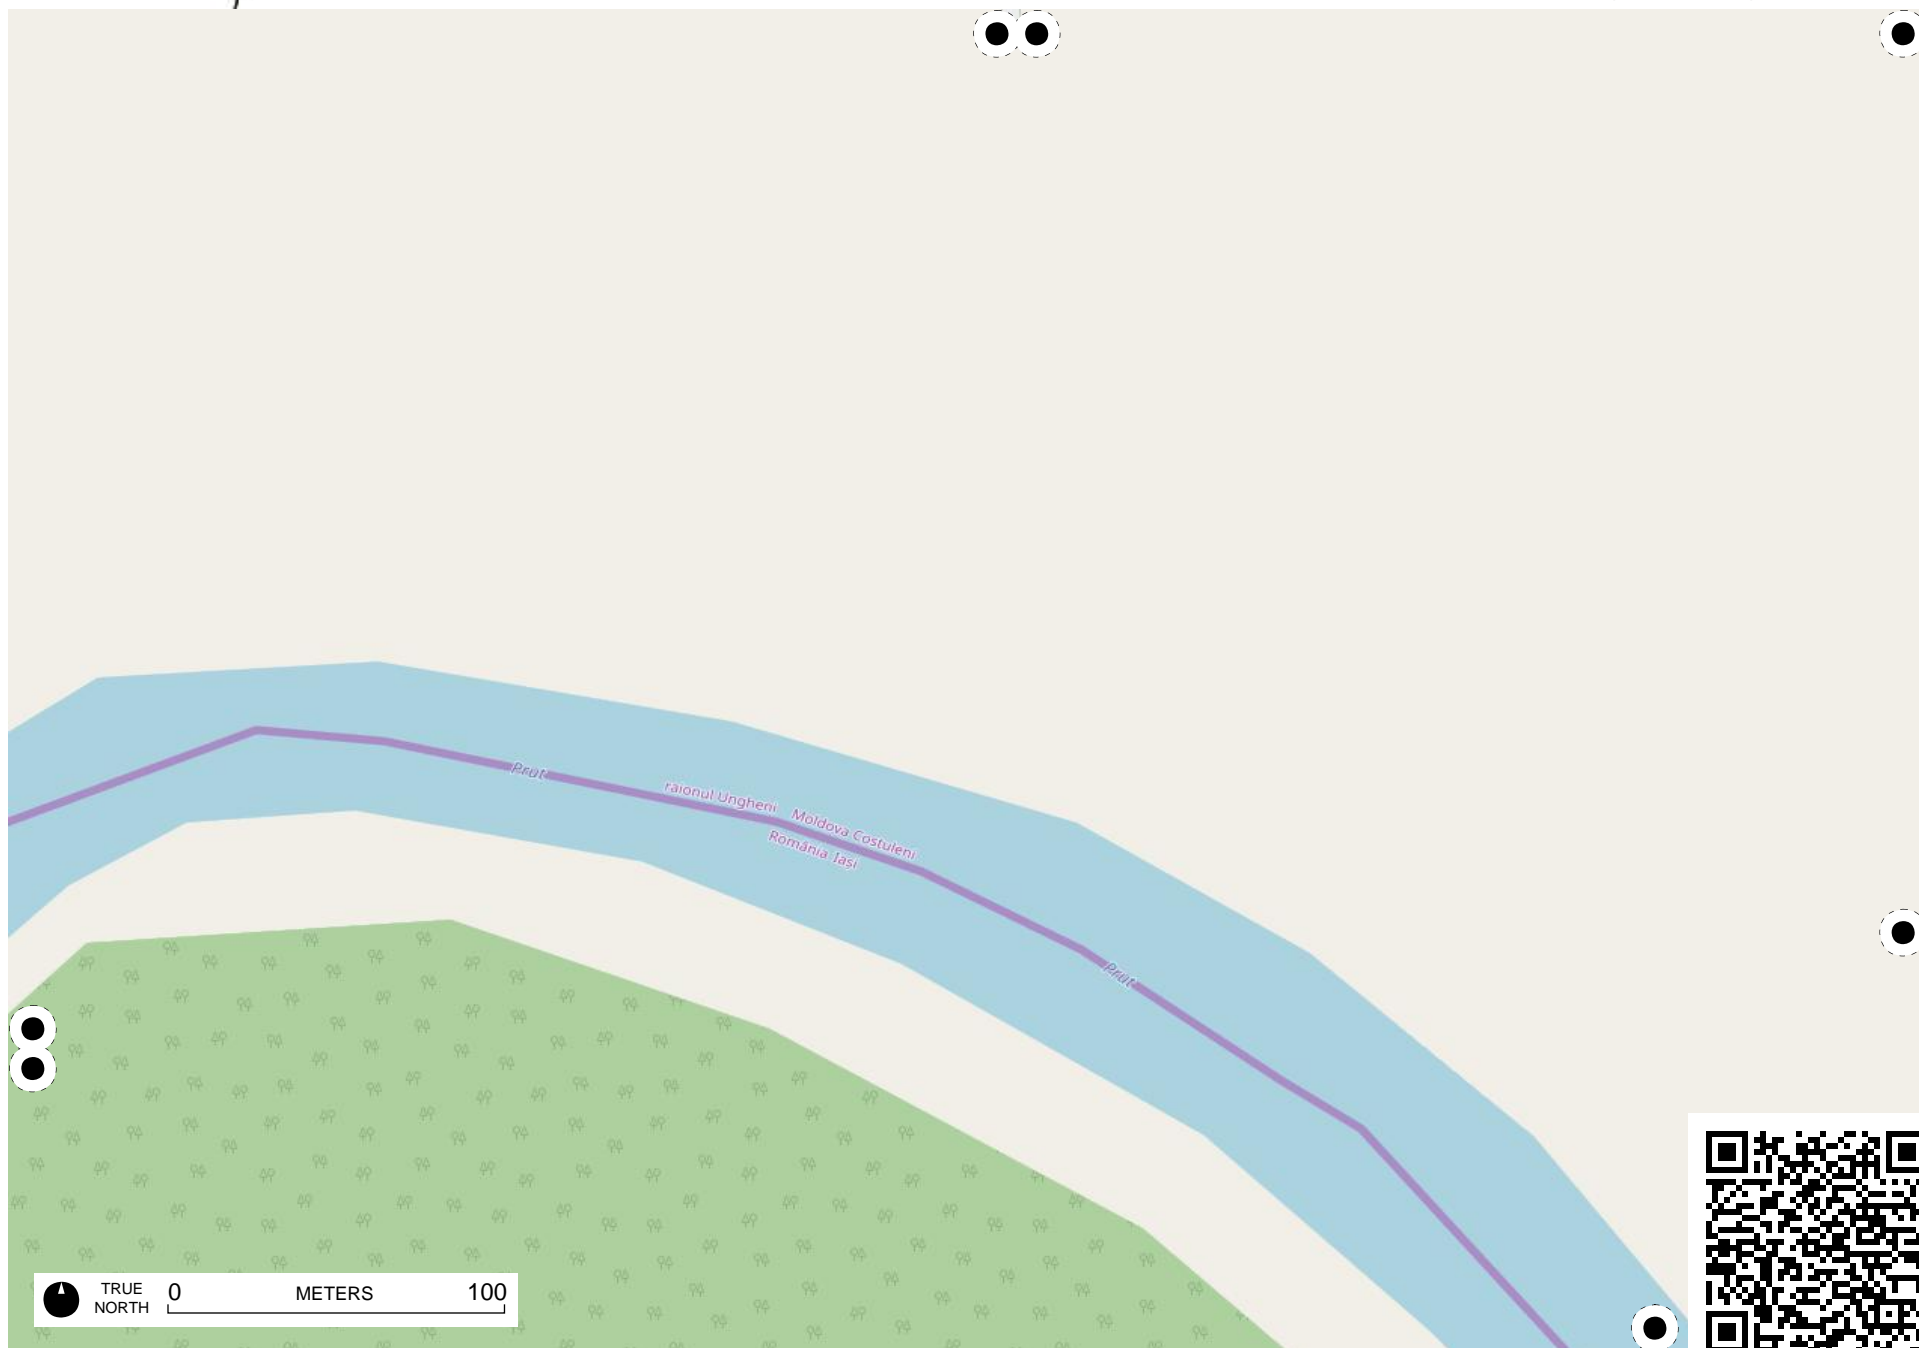 Prut
raionul Ungheni
Moldova Costuleni
România Iași
Prut
TRUE
NORTH
0 METERS 100